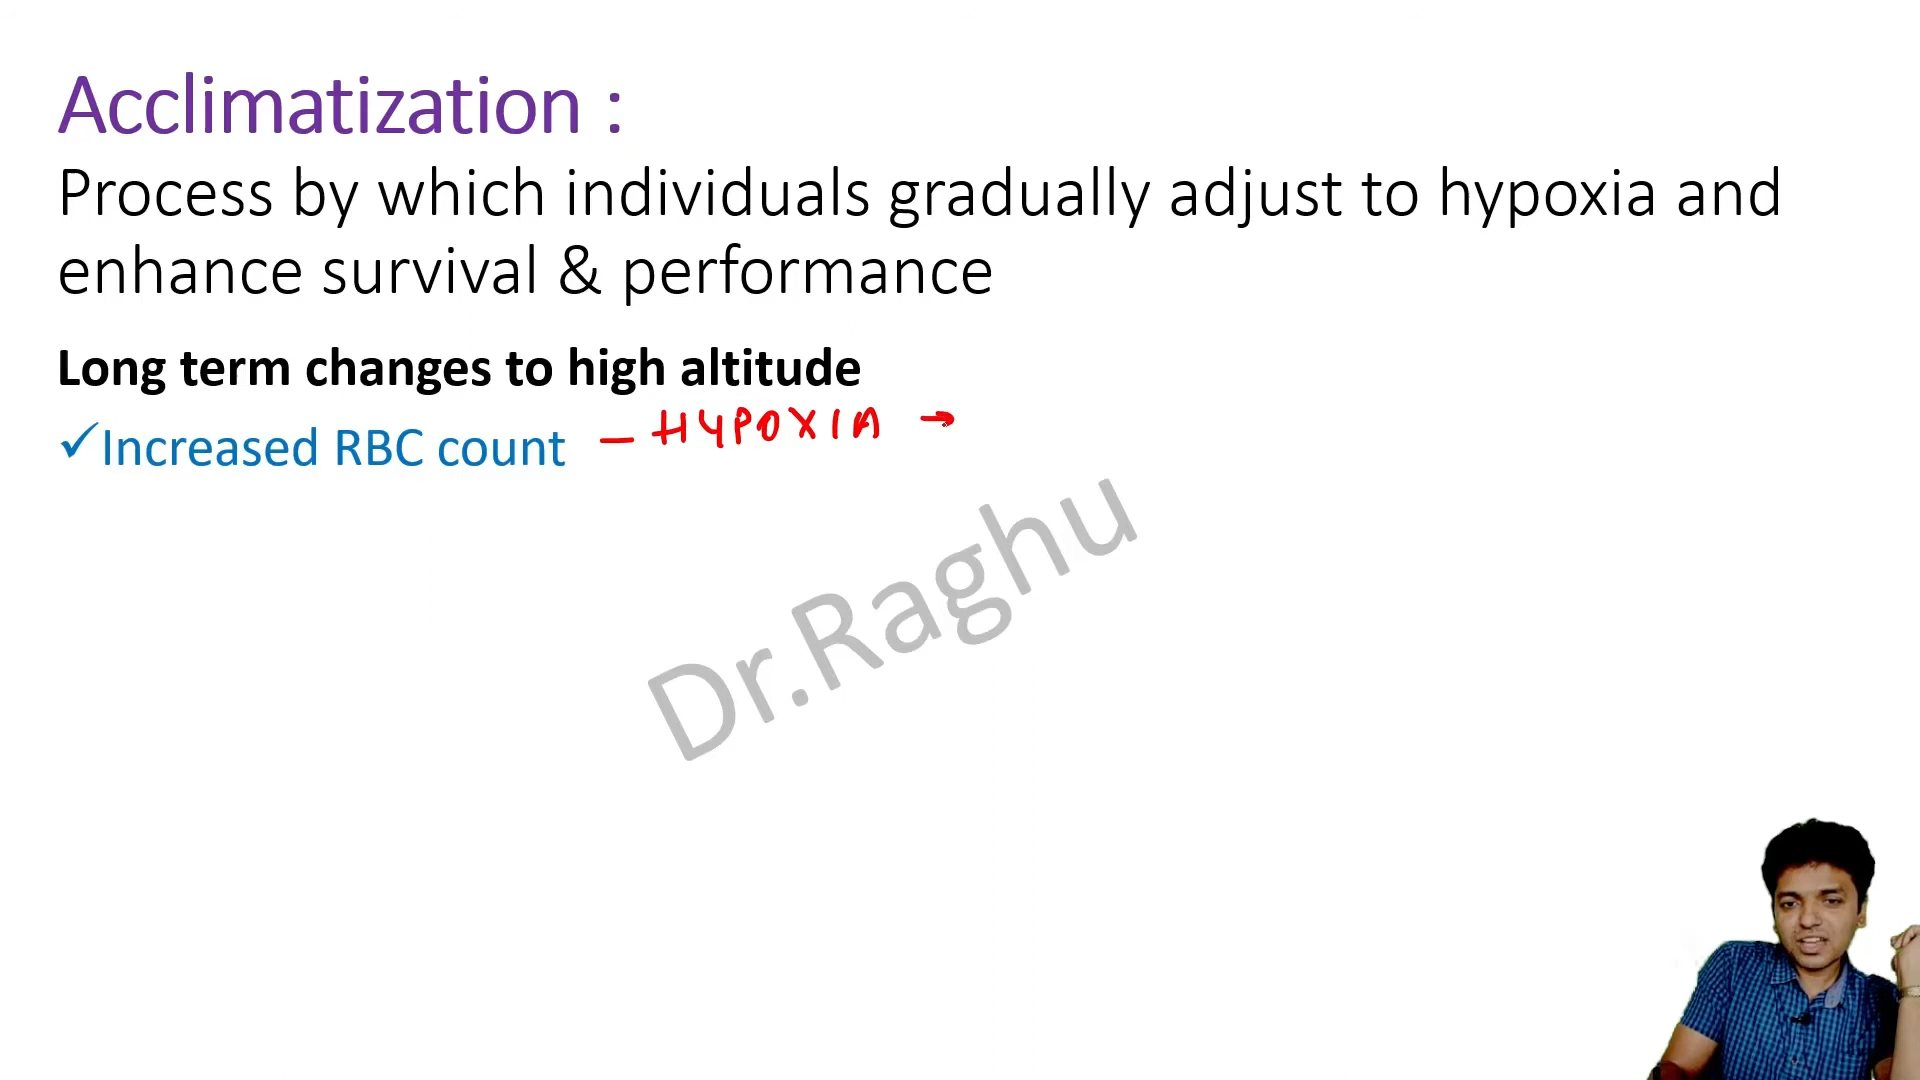 Acclimatization :
Process by which individuals gradually adjust to hypoxia and
enhance survival & performance
Long term changes to high altitude
✓Increased RBC count – HYPOXIA →
Dr.Raghu